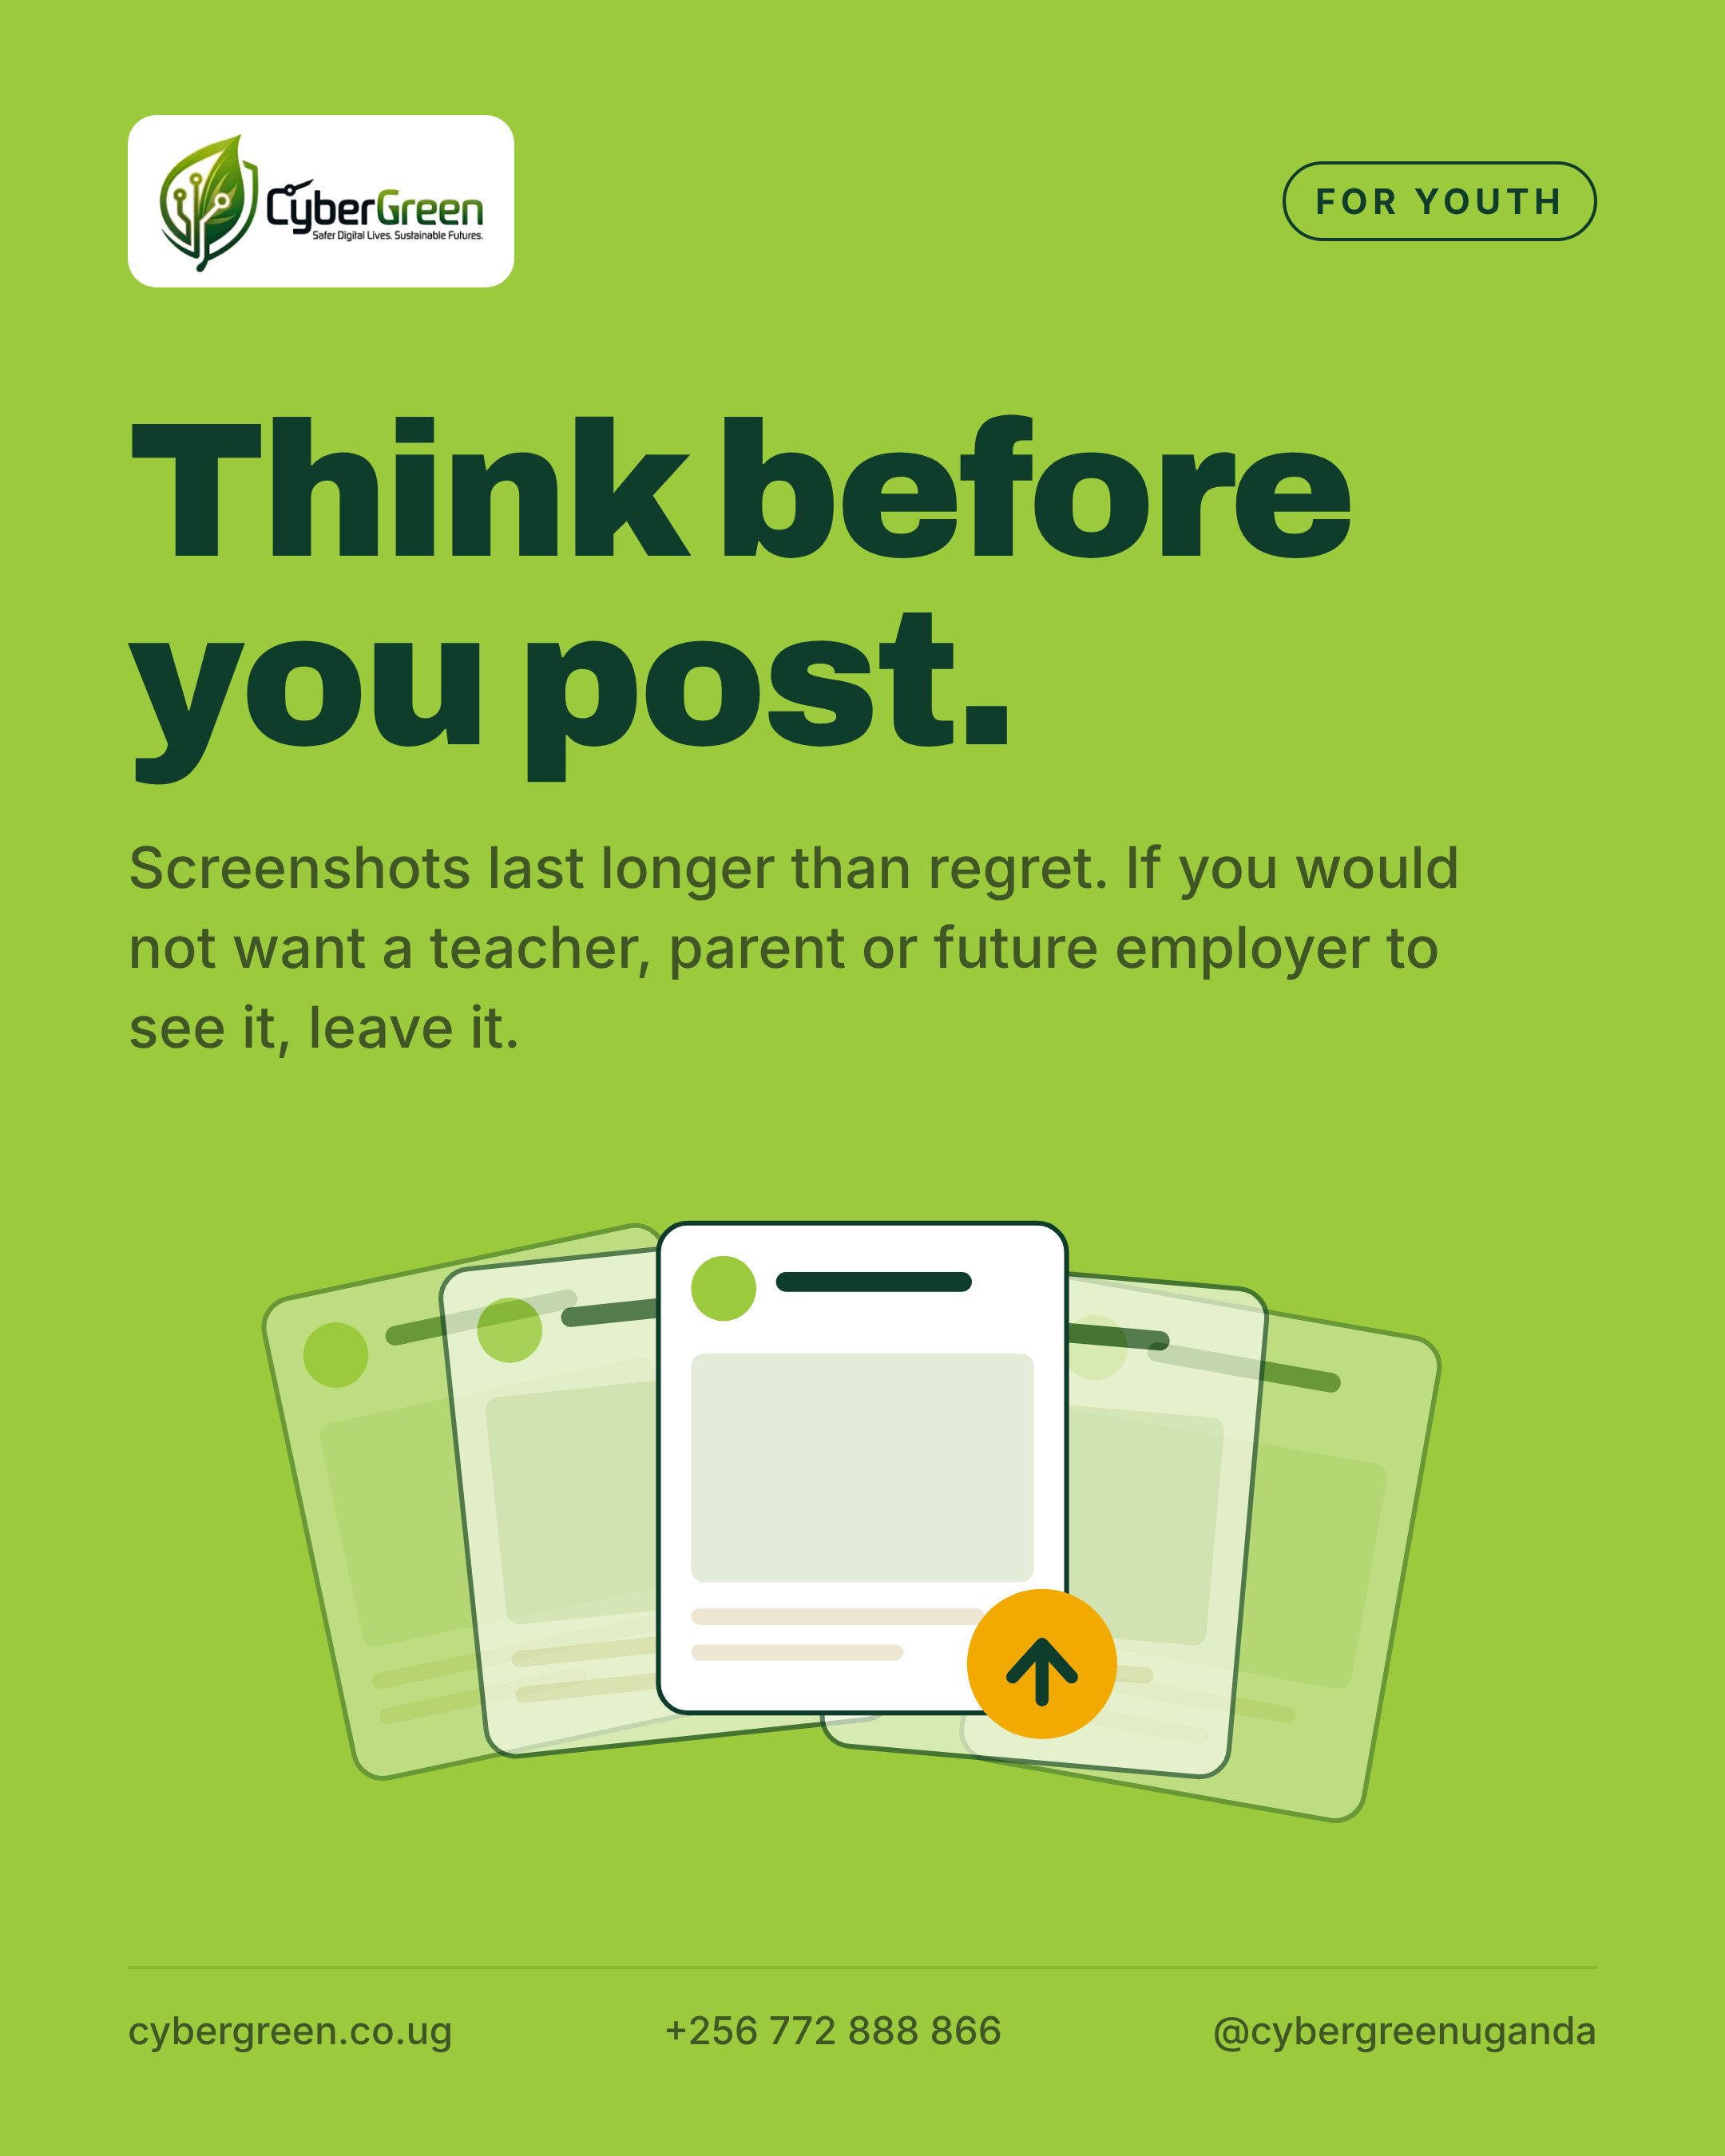 CyberGreen
Safer Digital Lives. Sustainable Futures.
FOR YOUTH
Think before
you post.
Screenshots last longer than regret. If you would
not want a teacher, parent or future employer to
see it, leave it.
cybergreen.co.ug
+256 772 888 866
@cybergreenuganda